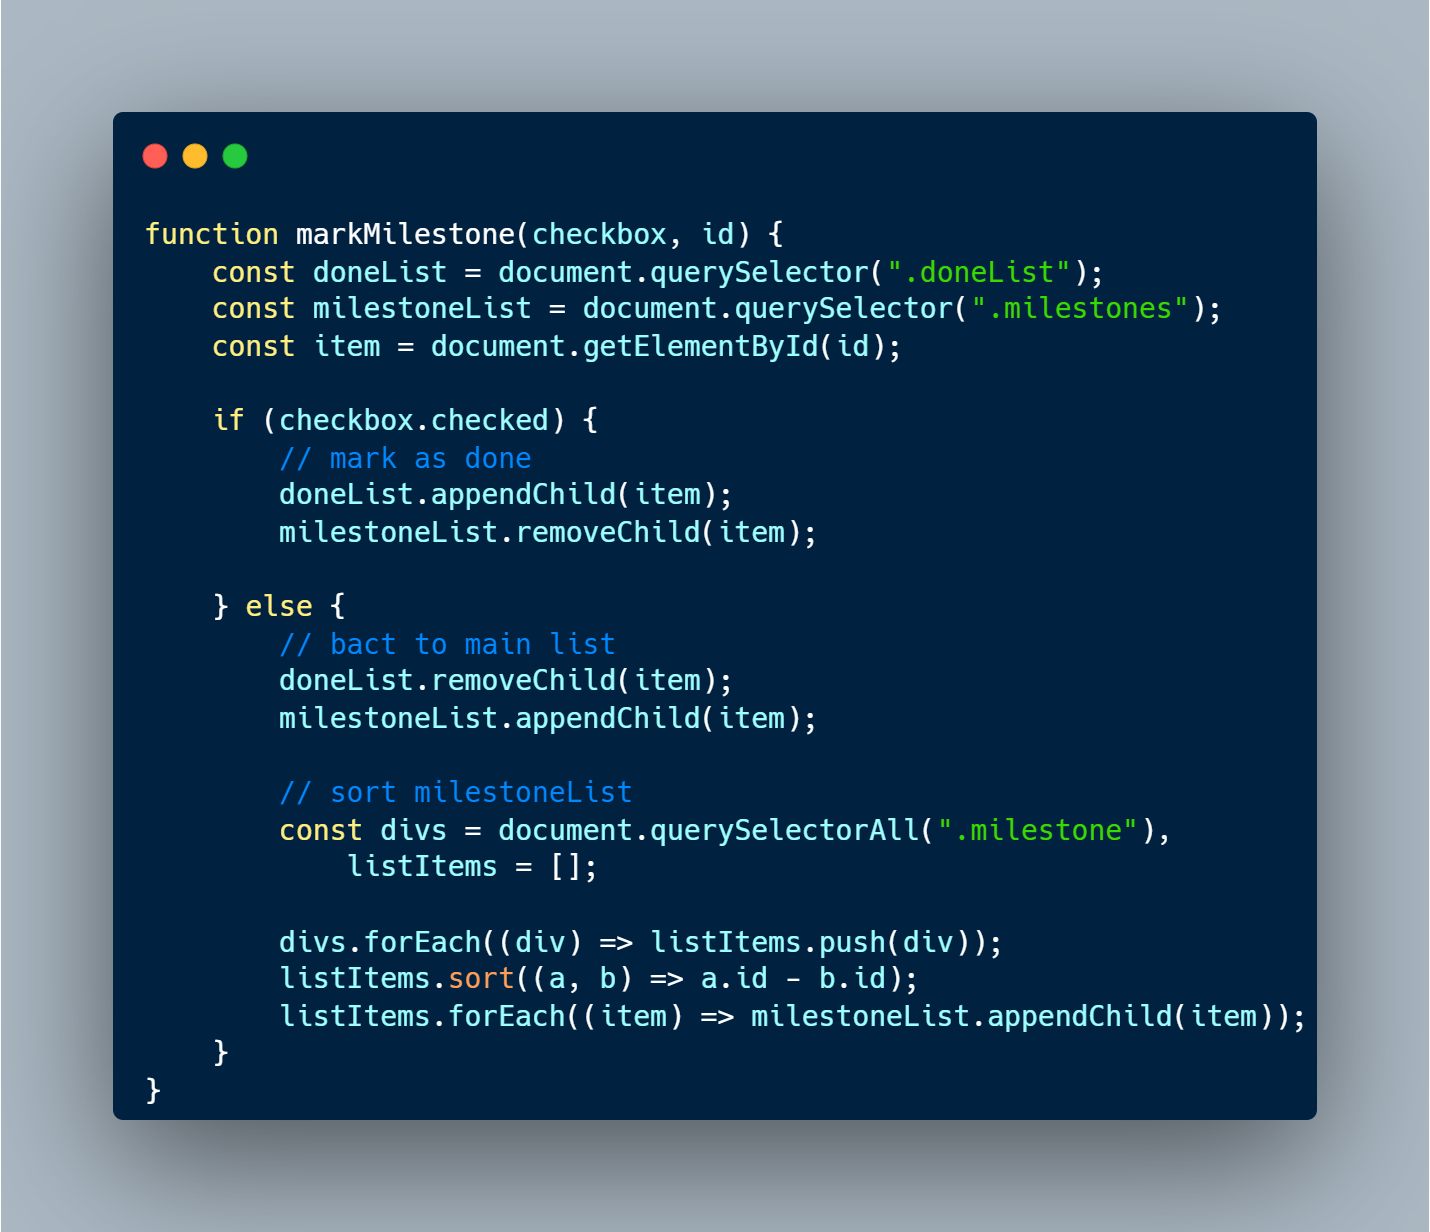 function markMilestone(checkbox, id) {
    const doneList = document.querySelector(".doneList");
    const milestoneList = document.querySelector(".milestones");
    const item = document.getElementById(id);

    if (checkbox.checked) {
        // mark as done
        doneList.appendChild(item);
        milestoneList.removeChild(item);

    } else {
        // bact to main list
        doneList.removeChild(item);
        milestoneList.appendChild(item);

        // sort milestoneList
        const divs = document.querySelectorAll(".milestone"),
            listItems = [];

        divs.forEach((div) => listItems.push(div));
        listItems.sort((a, b) => a.id - b.id);
        listItems.forEach((item) => milestoneList.appendChild(item));
    }
}